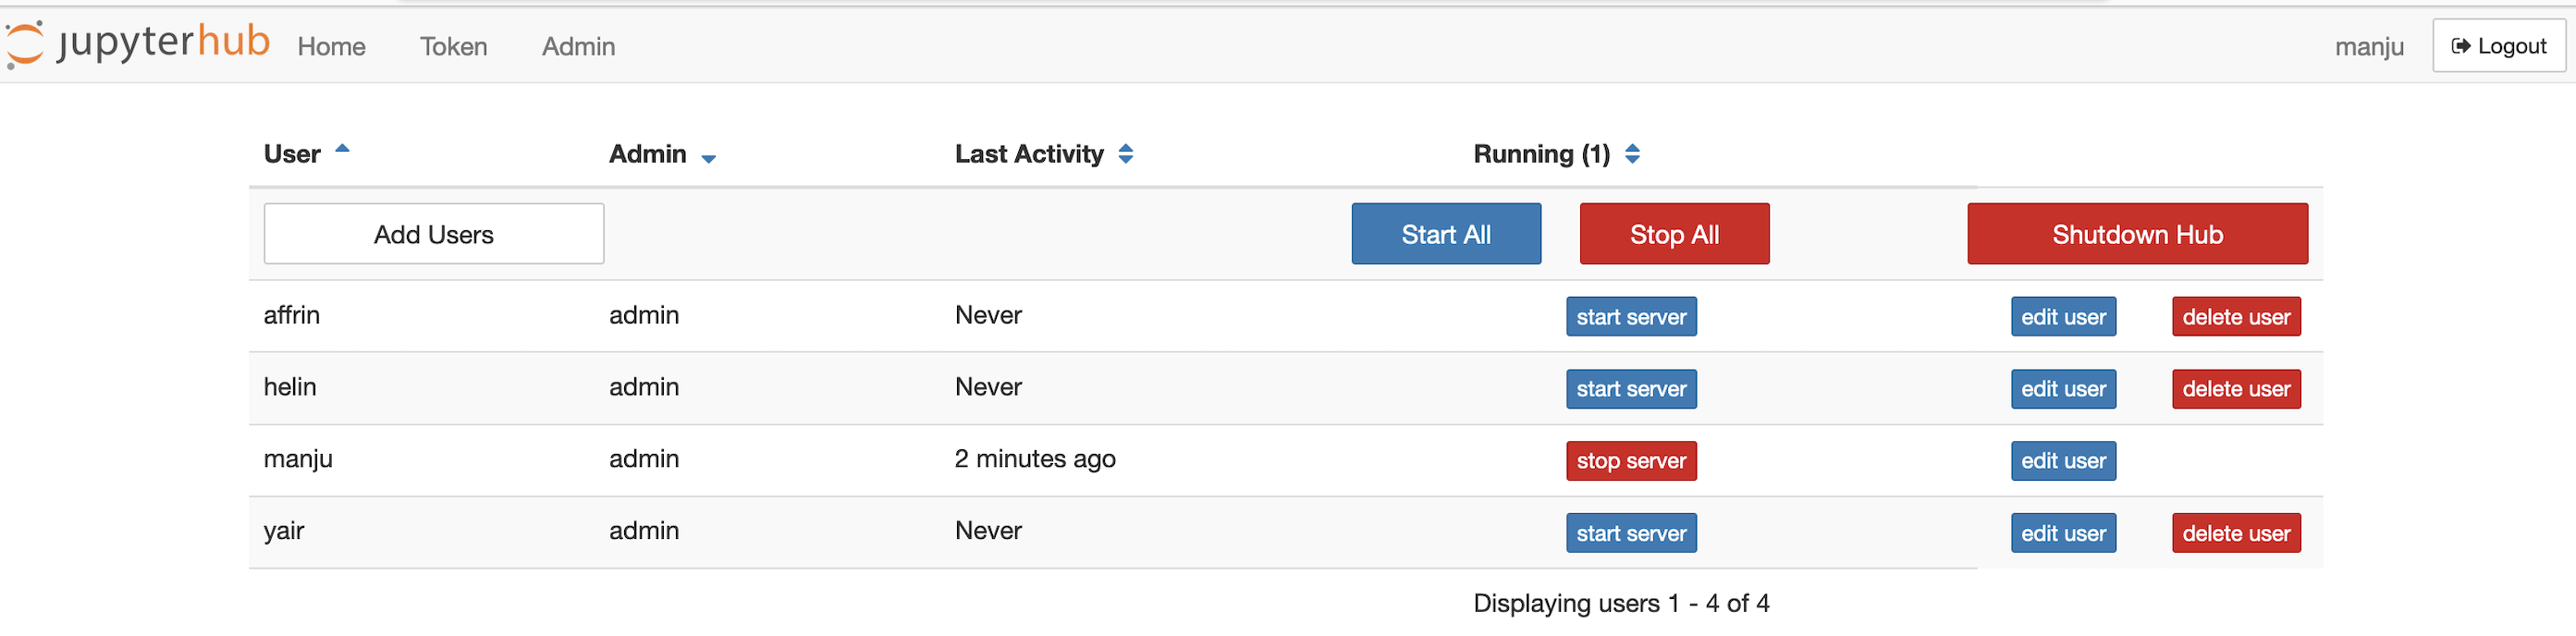 jupyterhub Home Token Admin manju Logout
User Admin Last Activity Running (1)
Add Users Start All Stop All Shutdown Hub
affrin admin Never start server edit user delete user
helin admin Never start server edit user delete user
manju admin 2 minutes ago stop server edit user
yair admin Never start server edit user delete user
Displaying users 1 - 4 of 4